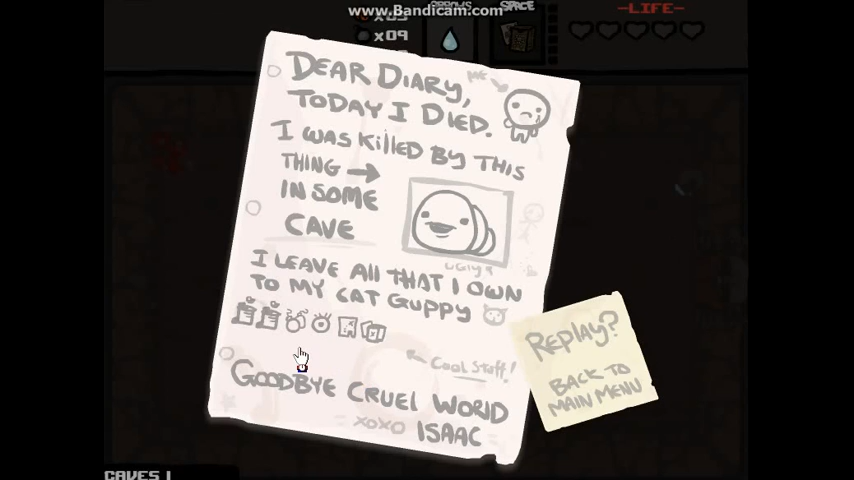 www.Bandicam.com
x09
SPACE
-LIFE-
DEAR DIARY,
TODAY I DIED.
ME
I WAS KILLED BY THIS
THING →
IN SOME
CAVE
UGLY
I LEAVE ALL THAT I OWN
TO MY CAT GUPPY
COOL STUFF!
GOODBYE CRUEL WORLD
XOXO ISAAC
REPLAY?
BACK TO
MAIN MENU
CAVES I